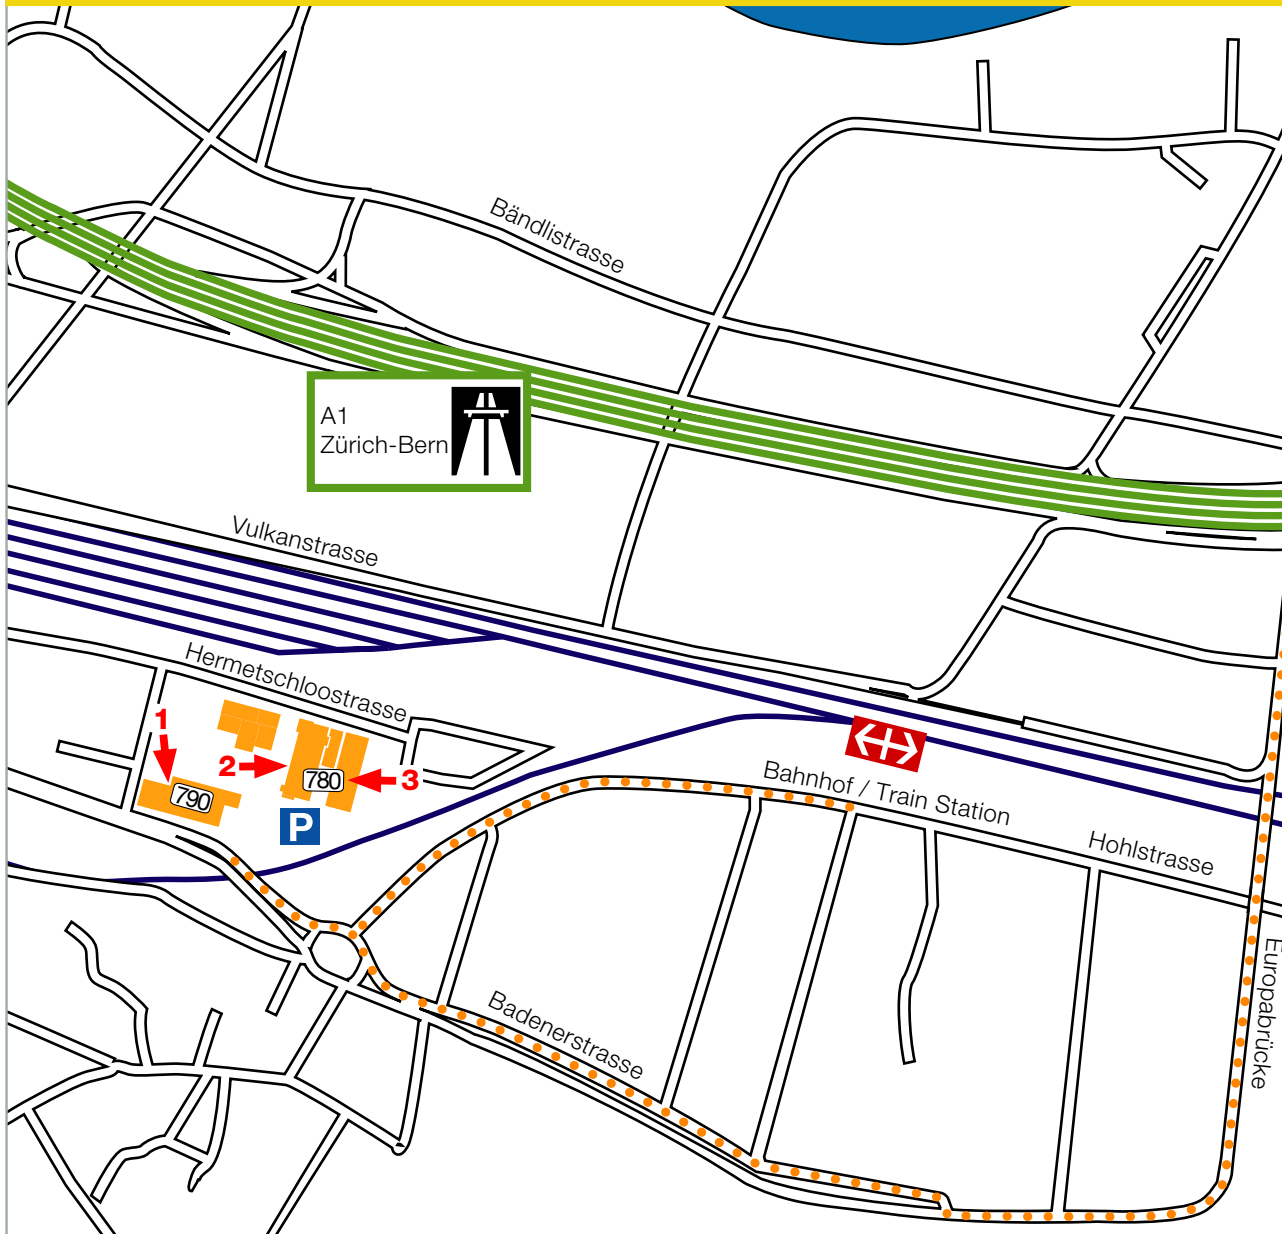 Bändlistrasse
A1
Zürich-Bern
Vulkanstrasse
Hermetschloostrasse
1
2
780
3
790
P
Bahnhof / Train Station
Hohlstrasse
Europabrücke
Badenerstrasse